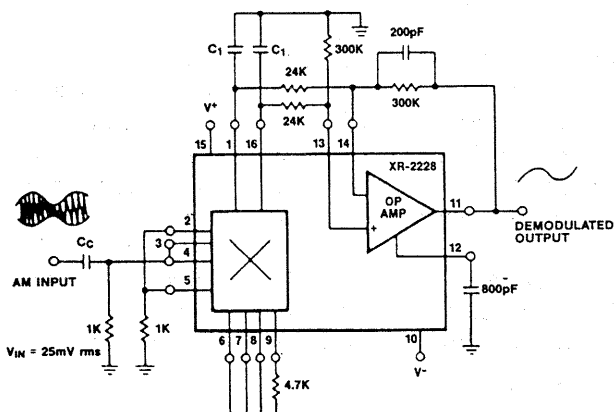 C₁
C₁
300K
200pF
24K
300K
24K
V⁺
15
1
16
13
14
XR-2228
OP
AMP
+
11
12
DEMODULATED
OUTPUT
800pF
2
3
4
5
C_C
AM INPUT
1K
1K
V_IN = 25mV rms
6
7
8
9
4.7K
10
V⁻